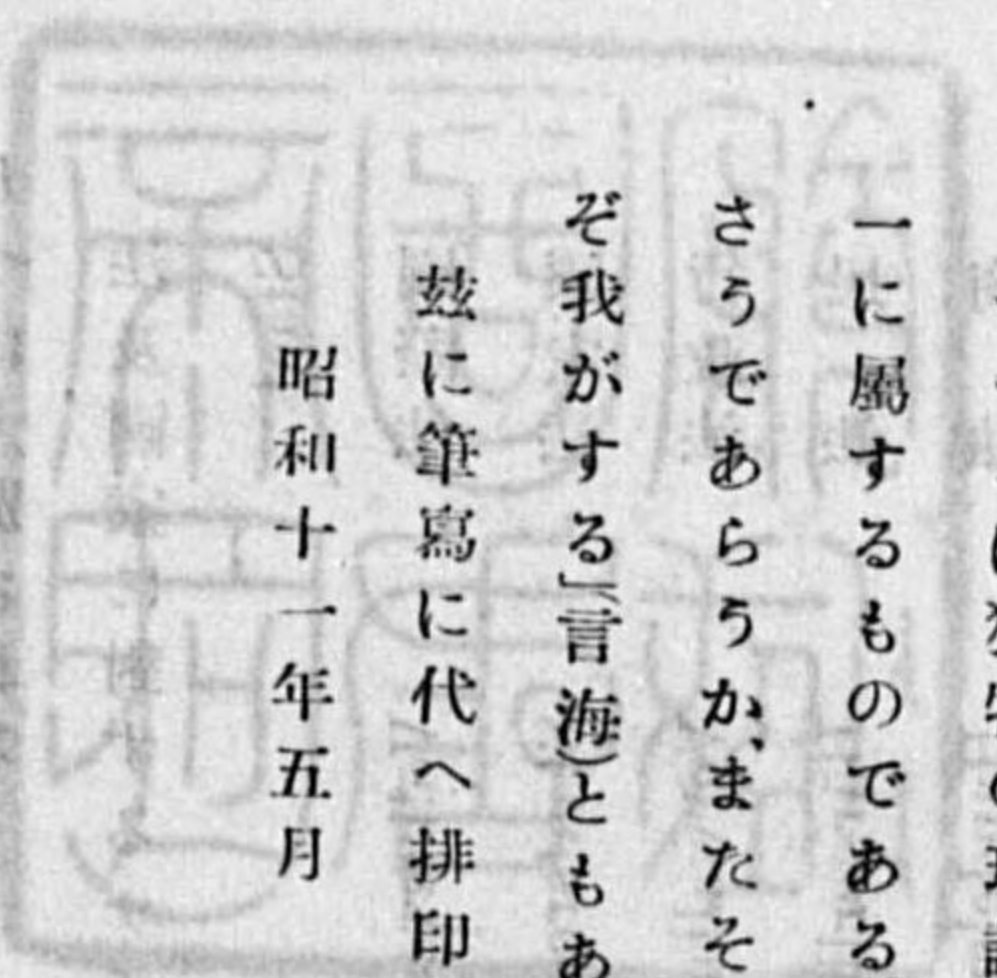 一に屬するものである
さうであらうか、またそ
ぞ我がする」(言海)ともあ
玆に筆寫に代へ排印
昭和十一年五月